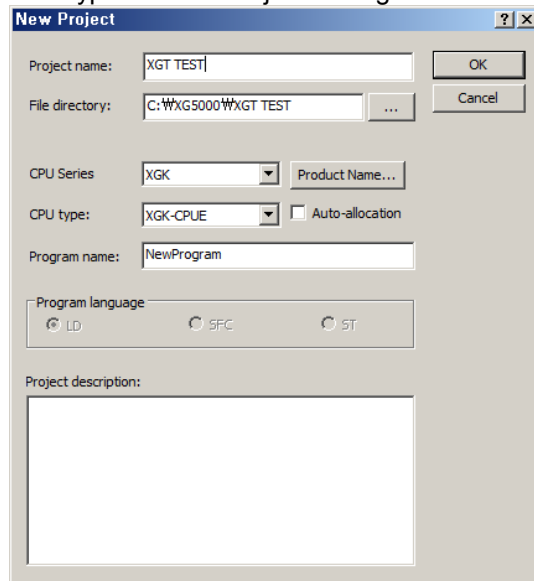 New Project
Project name: XGT TEST OK
File directory: C:₩XG5000₩XGT TEST ... Cancel
CPU Series XGK Product Name...
CPU type: XGK-CPUE Auto-allocation
Program name: NewProgram
Program language
LD SFC ST
Project description: